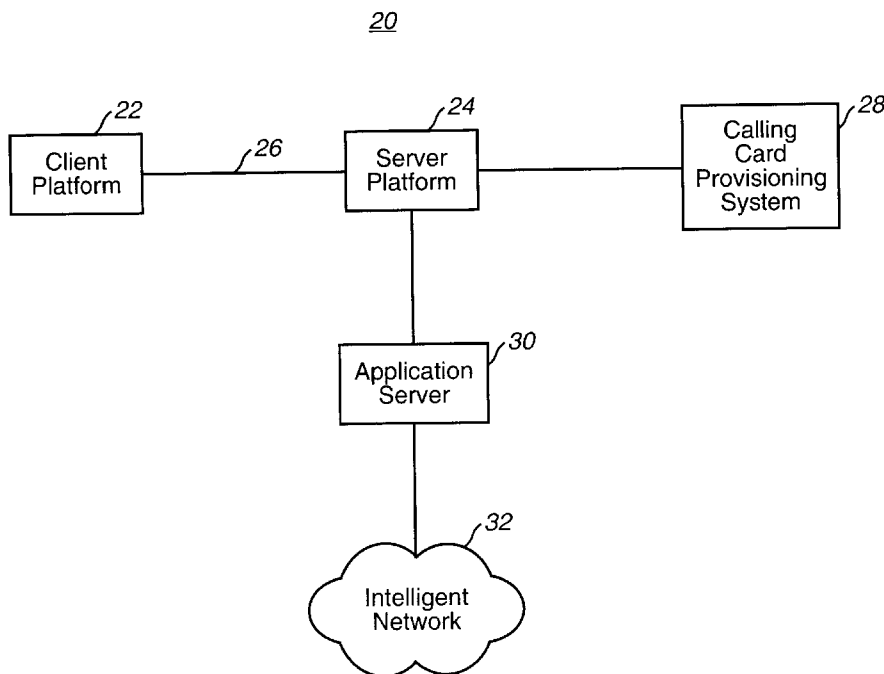 20
22
Client
Platform
26
24
Server
Platform
28
Calling
Card
Provisioning
System
30
Application
Server
32
Intelligent
Network